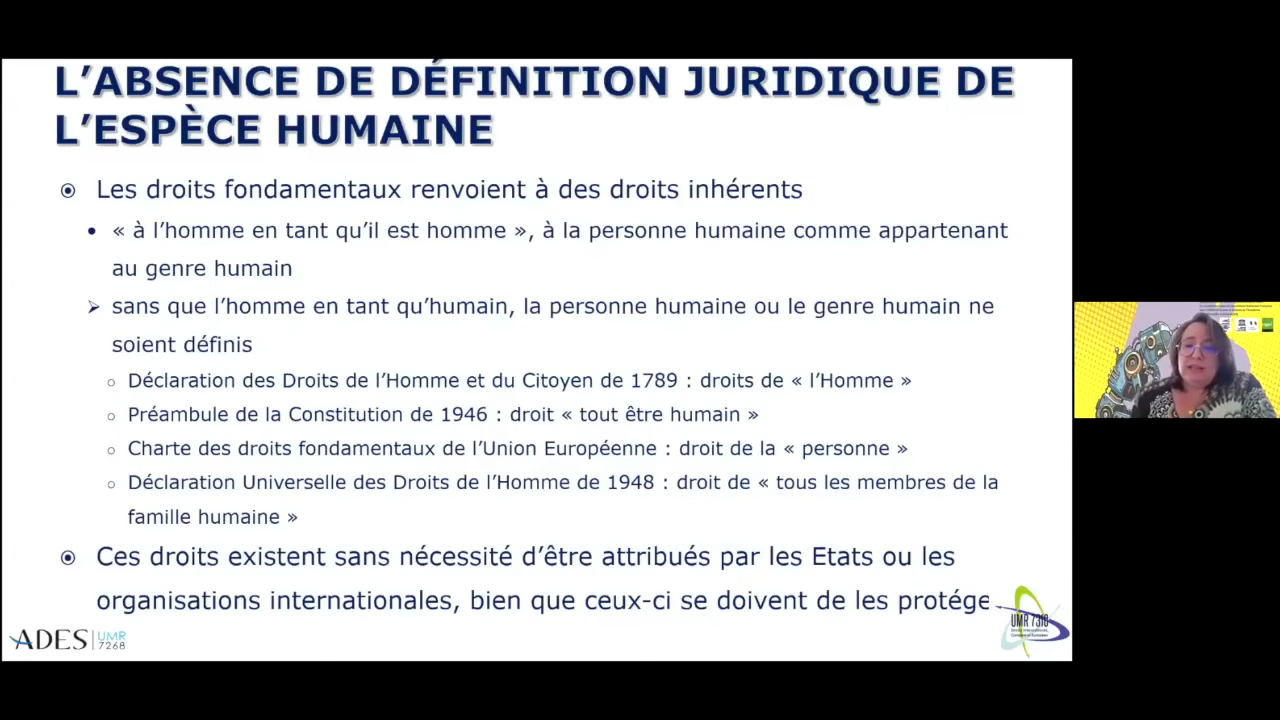 L'ABSENCE DE DÉFINITION JURIDIQUE DE
L'ESPÈCE HUMAINE
Les droits fondamentaux renvoient à des droits inhérents
« à l'homme en tant qu'il est homme », à la personne humaine comme appartenant
au genre humain
sans que l'homme en tant qu'humain, la personne humaine ou le genre humain ne
soient définis
Déclaration des Droits de l'Homme et du Citoyen de 1789 : droits de « l'Homme »
Préambule de la Constitution de 1946 : droit « tout être humain »
Charte des droits fondamentaux de l'Union Européenne : droit de la « personne »
Déclaration Universelle des Droits de l'Homme de 1948 : droit de « tous les membres de la
famille humaine »
Ces droits existent sans nécessité d'être attribués par les Etats ou les
organisations internationales, bien que ceux-ci se doivent de les protége
ADES UMR
7268
UMR 7318